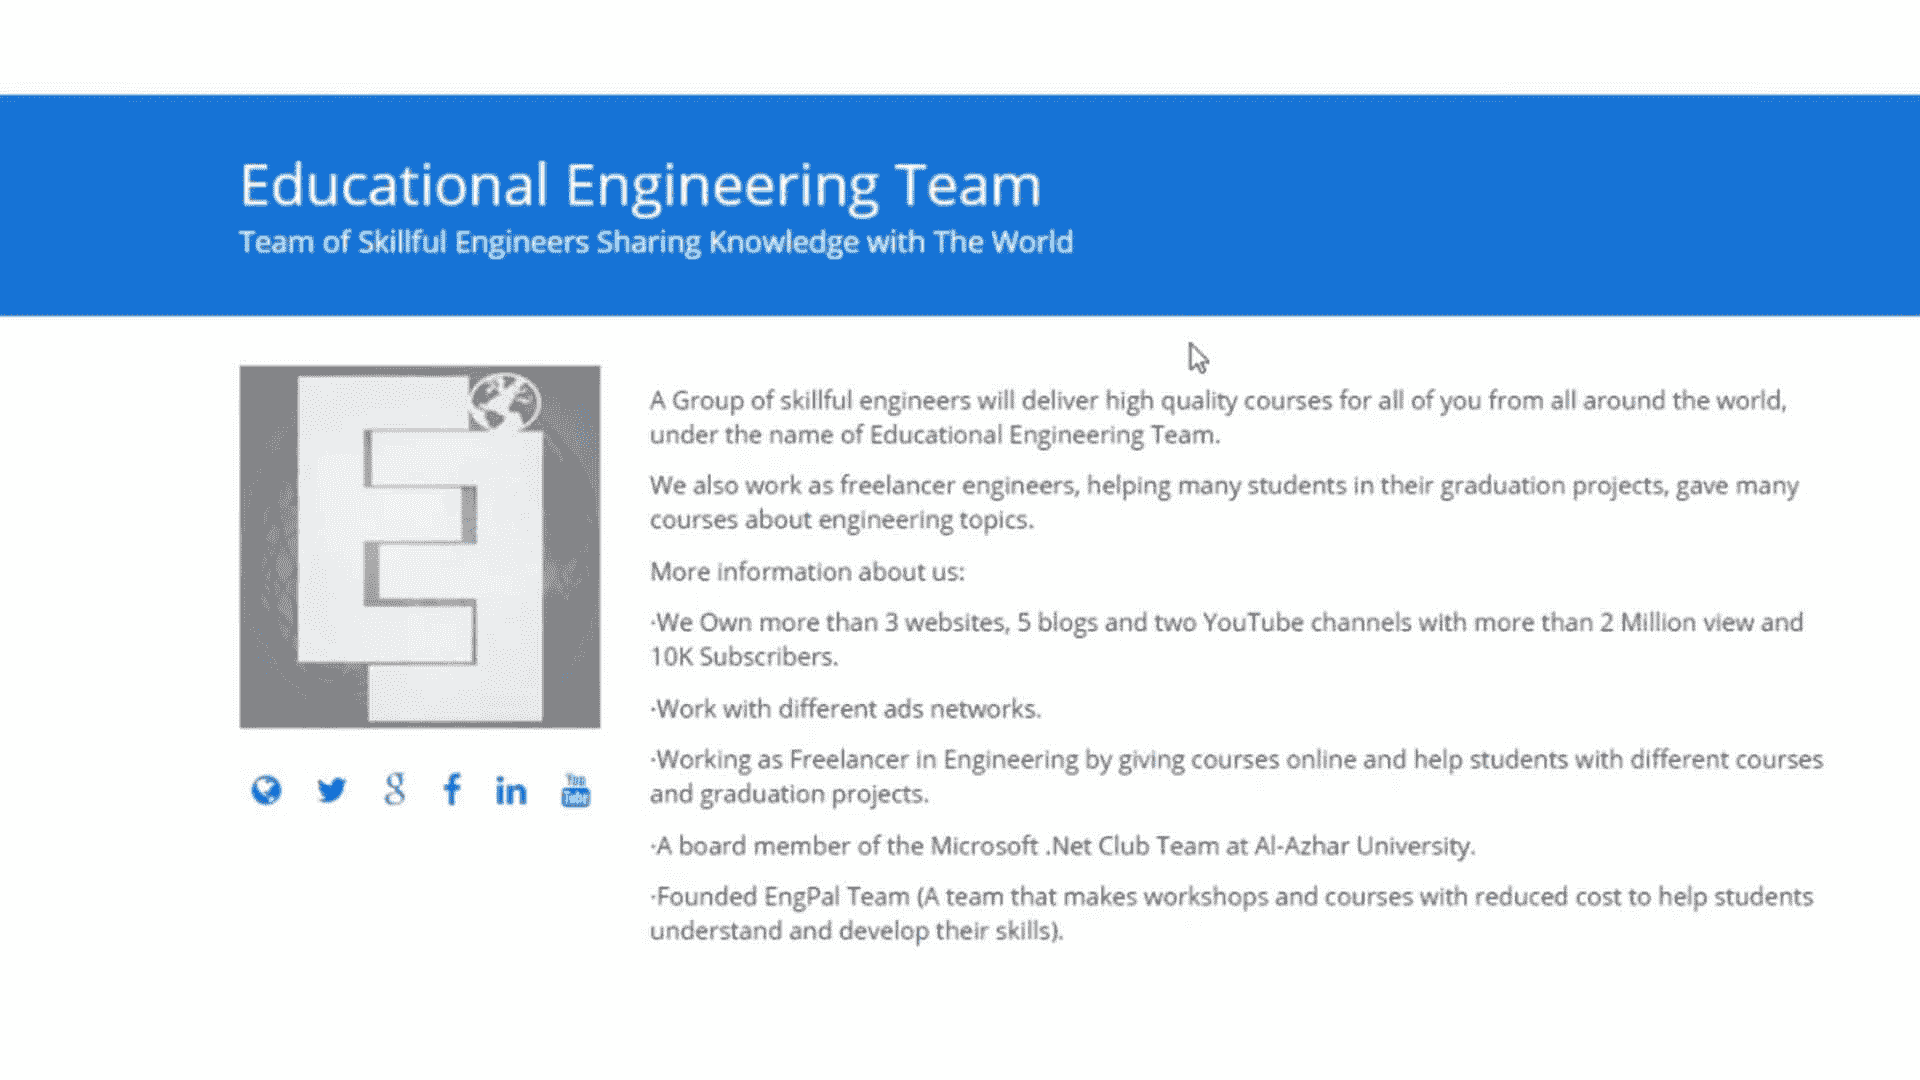 Educational Engineering Team
Team of Skillful Engineers Sharing Knowledge with The World
A Group of skillful engineers will deliver high quality courses for all of you from all around the world,
under the name of Educational Engineering Team.
We also work as freelancer engineers, helping many students in their graduation projects, gave many
courses about engineering topics.
More information about us:
·We Own more than 3 websites, 5 blogs and two YouTube channels with more than 2 Million view and
10K Subscribers.
·Work with different ads networks.
·Working as Freelancer in Engineering by giving courses online and help students with different courses
and graduation projects.
·A board member of the Microsoft .Net Club Team at Al-Azhar University.
·Founded EngPal Team (A team that makes workshops and courses with reduced cost to help students
understand and develop their skills).
You
Tube